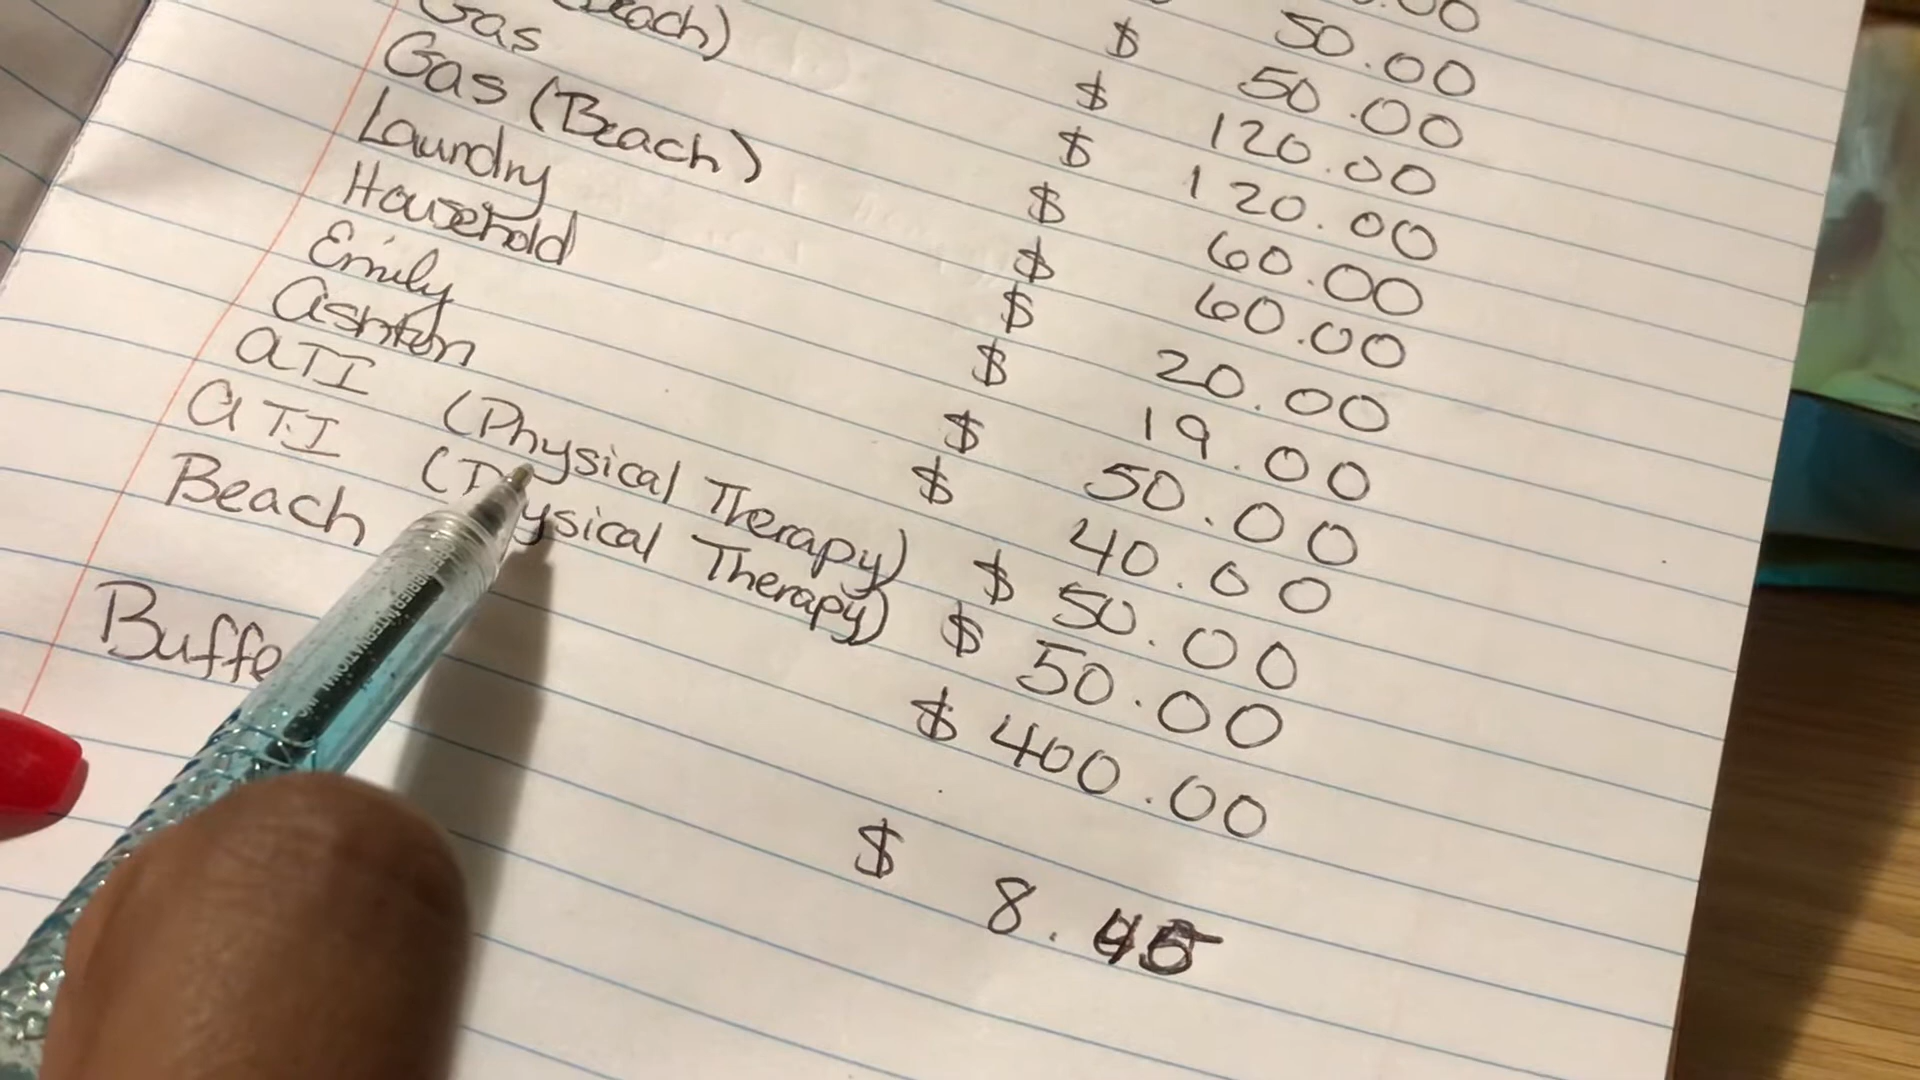 .00
50.00
$ 50.00
$ 120.00
Beach) $ 120.00
Gas $ 60.00
Gas (Beach) $ 60.00
Laundry $ 20.00
Household $ 19.00
Emily $ 50.00
Ashton $ 40.00
ATI (Physical Therapy) $ 50.00
ATI (Physical Therapy) $ 50.00
Beach $ 400.00
Buffe $ 8.45